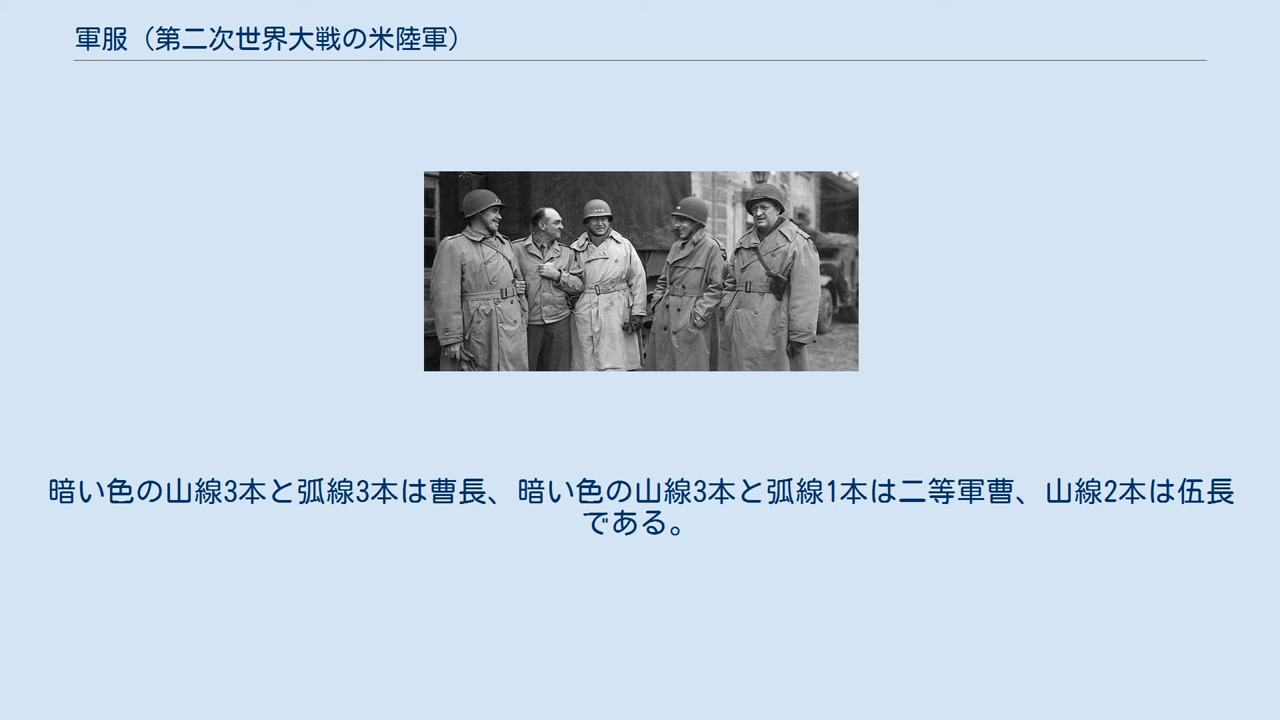 軍服（第二次世界大戦の米陸軍）
暗い色の山線3本と弧線3本は曹長、暗い色の山線3本と弧線1本は二等軍曹、山線2本は伍長
である。